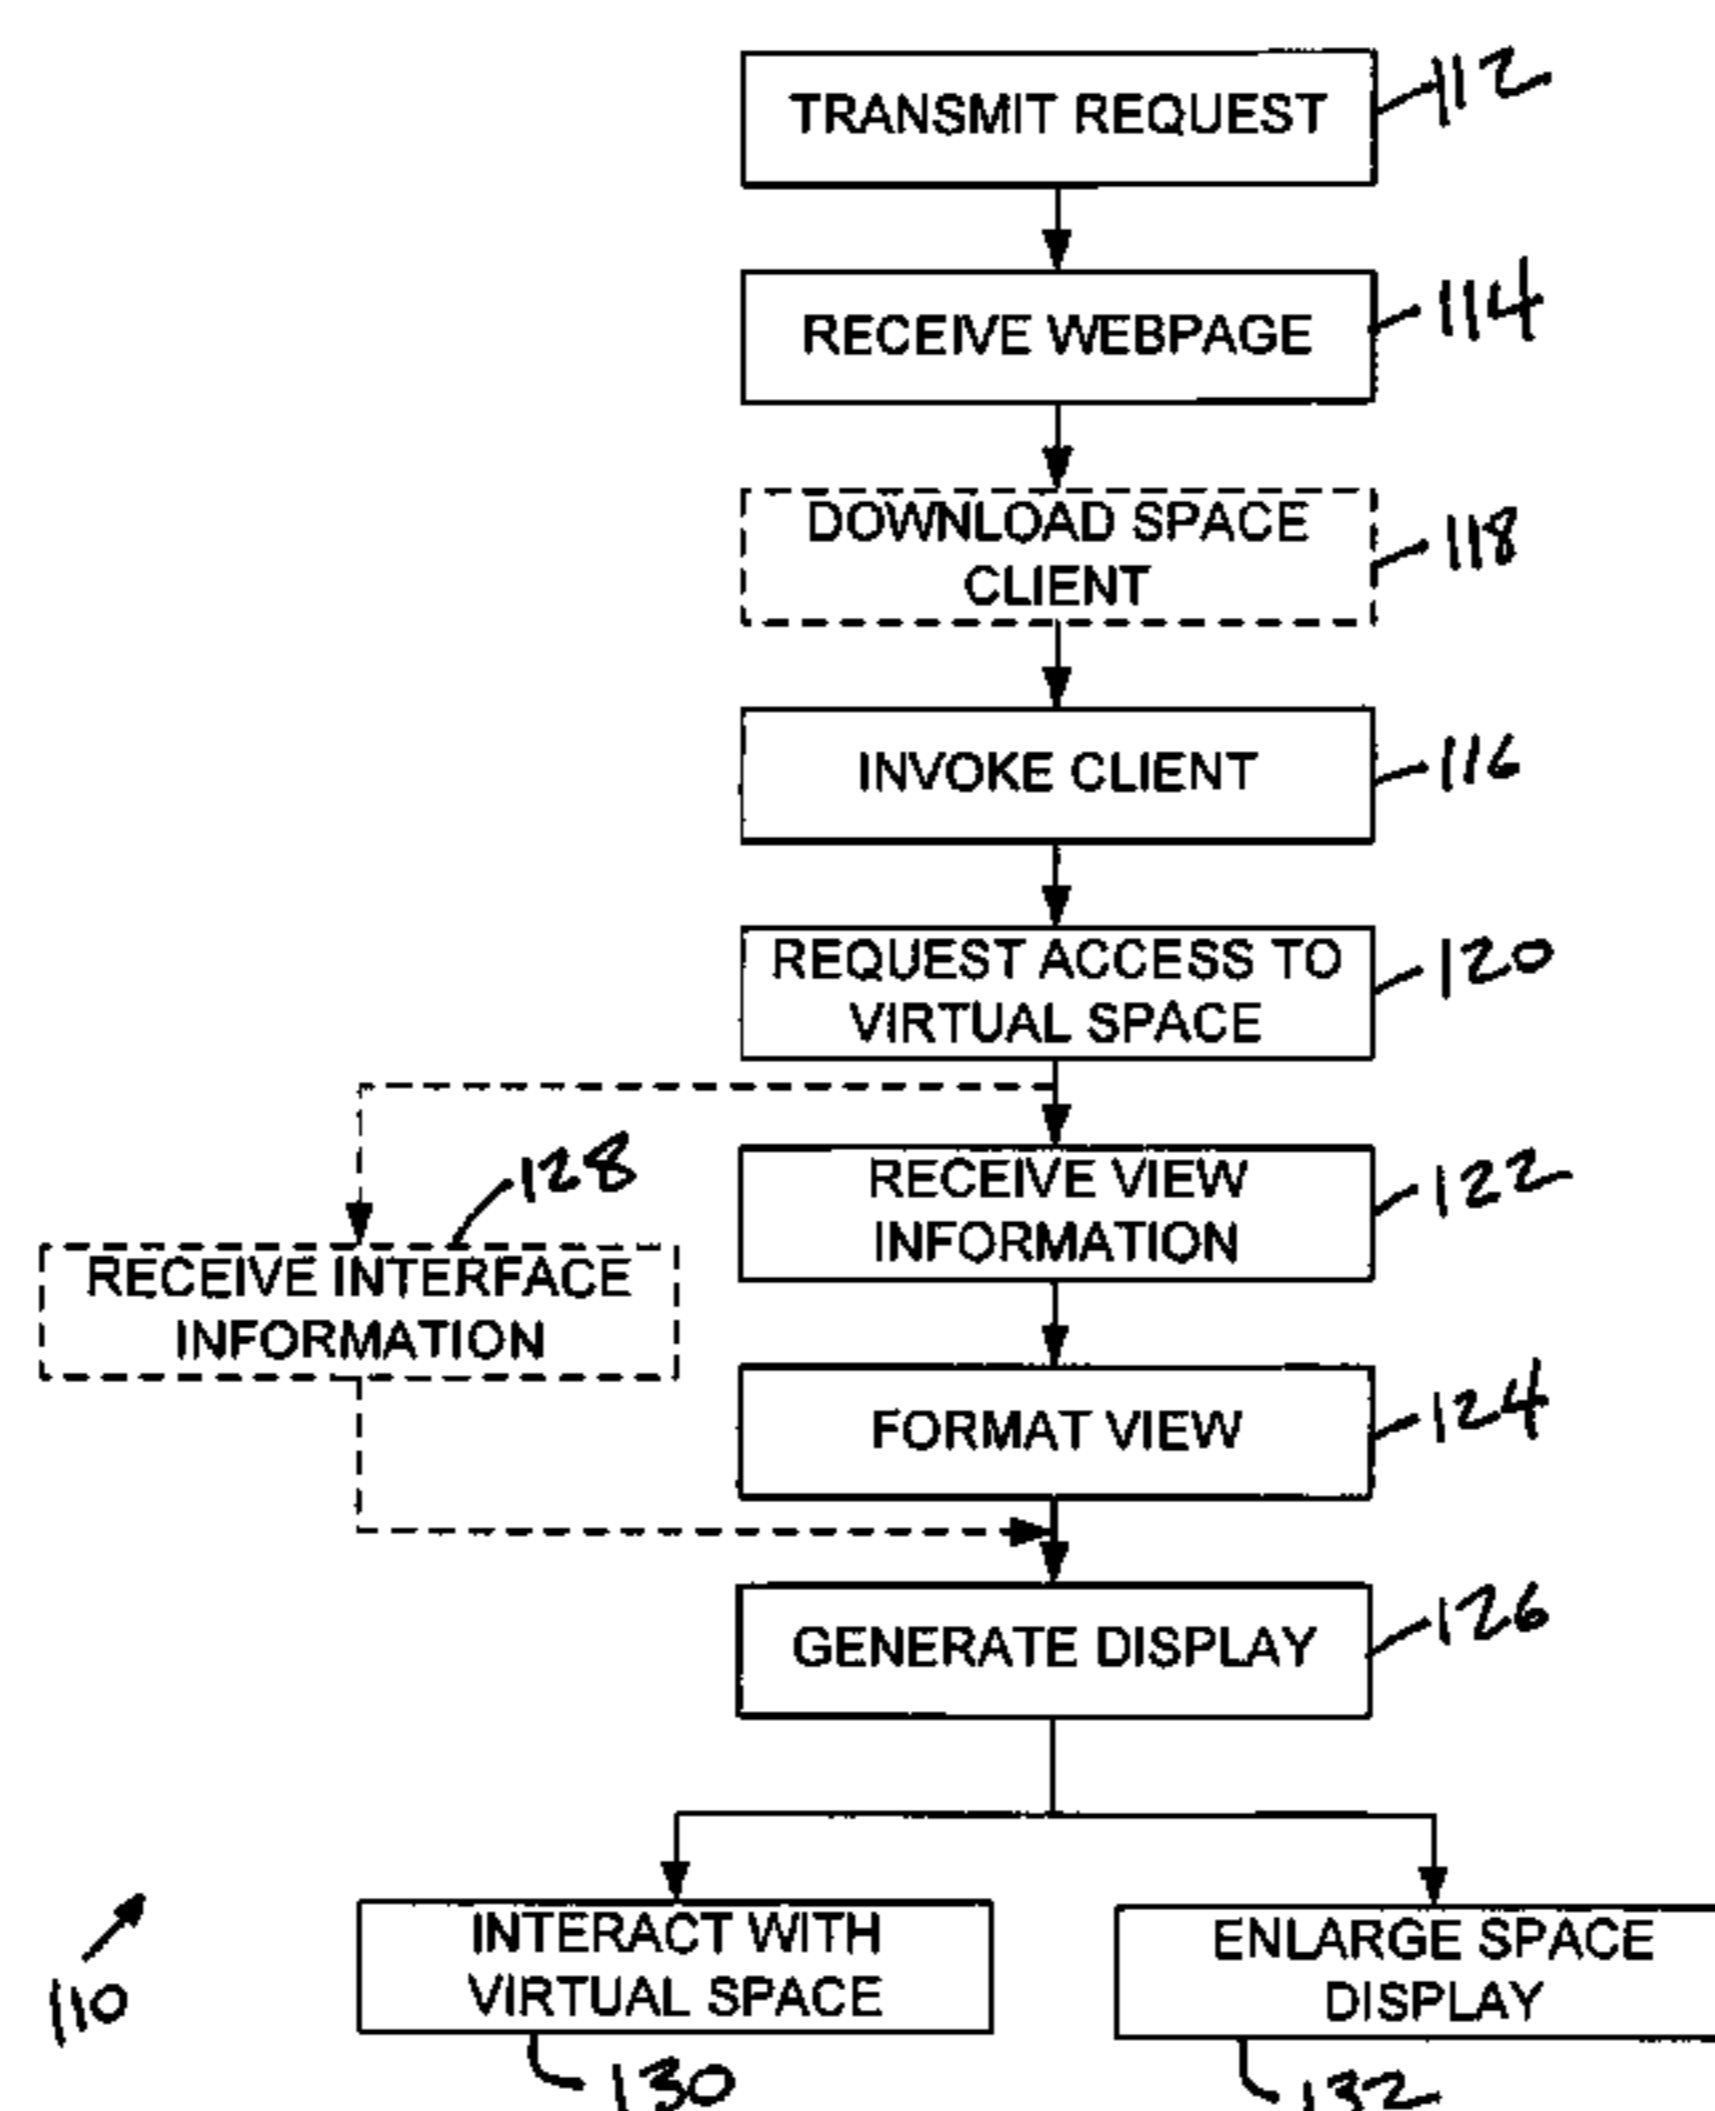 TRANSMIT REQUEST
112
RECEIVE WEBPAGE
114
DOWNLOAD SPACE
CLIENT
118
INVOKE CLIENT
116
REQUEST ACCESS TO
VIRTUAL SPACE
120
RECEIVE VIEW
INFORMATION
122
128
RECEIVE INTERFACE
INFORMATION
FORMAT VIEW
124
GENERATE DISPLAY
126
INTERACT WITH
VIRTUAL SPACE
130
ENLARGE SPACE
DISPLAY
132
110